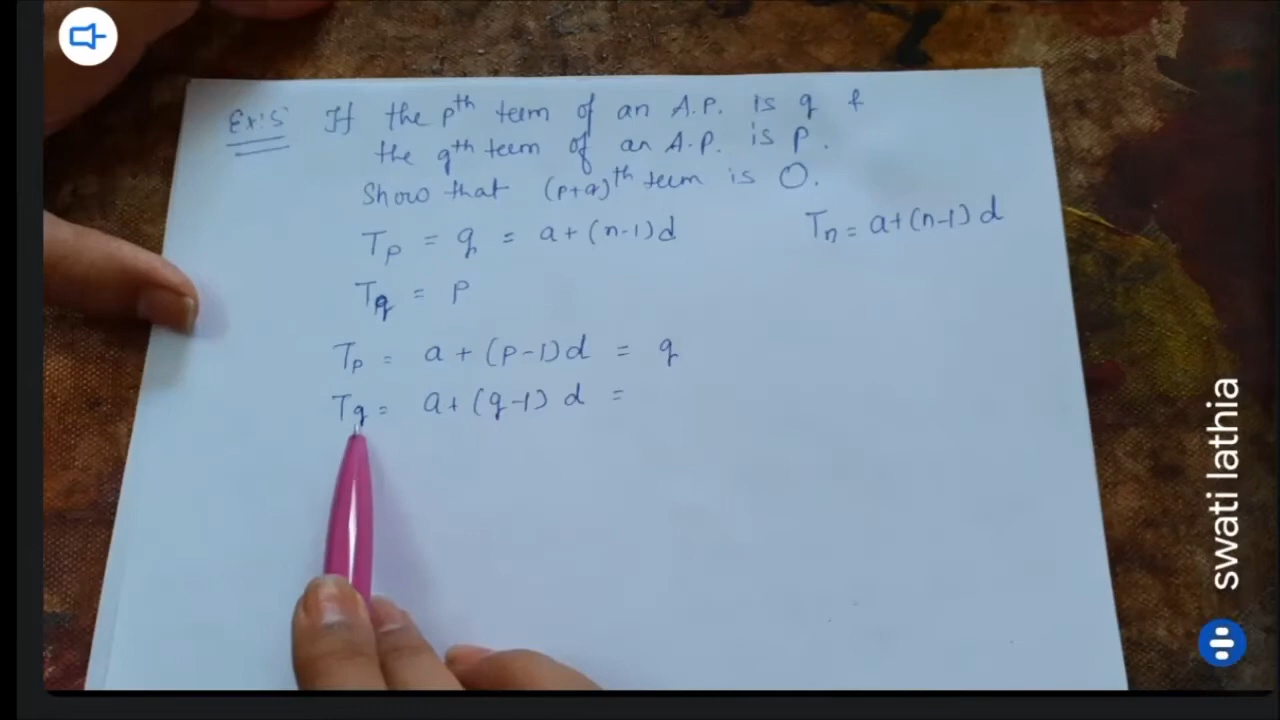 Ex:5 If the pth term of an A.P. is q &
the qth term of an A.P. is p.
Show that (p+q)th term is 0.
Tp = q = a+(n-1)d
Tn = a+(n-1)d
Tq = p
Tp = a+(p-1)d = q
Tq = a+(q-1)d =
swati lathia